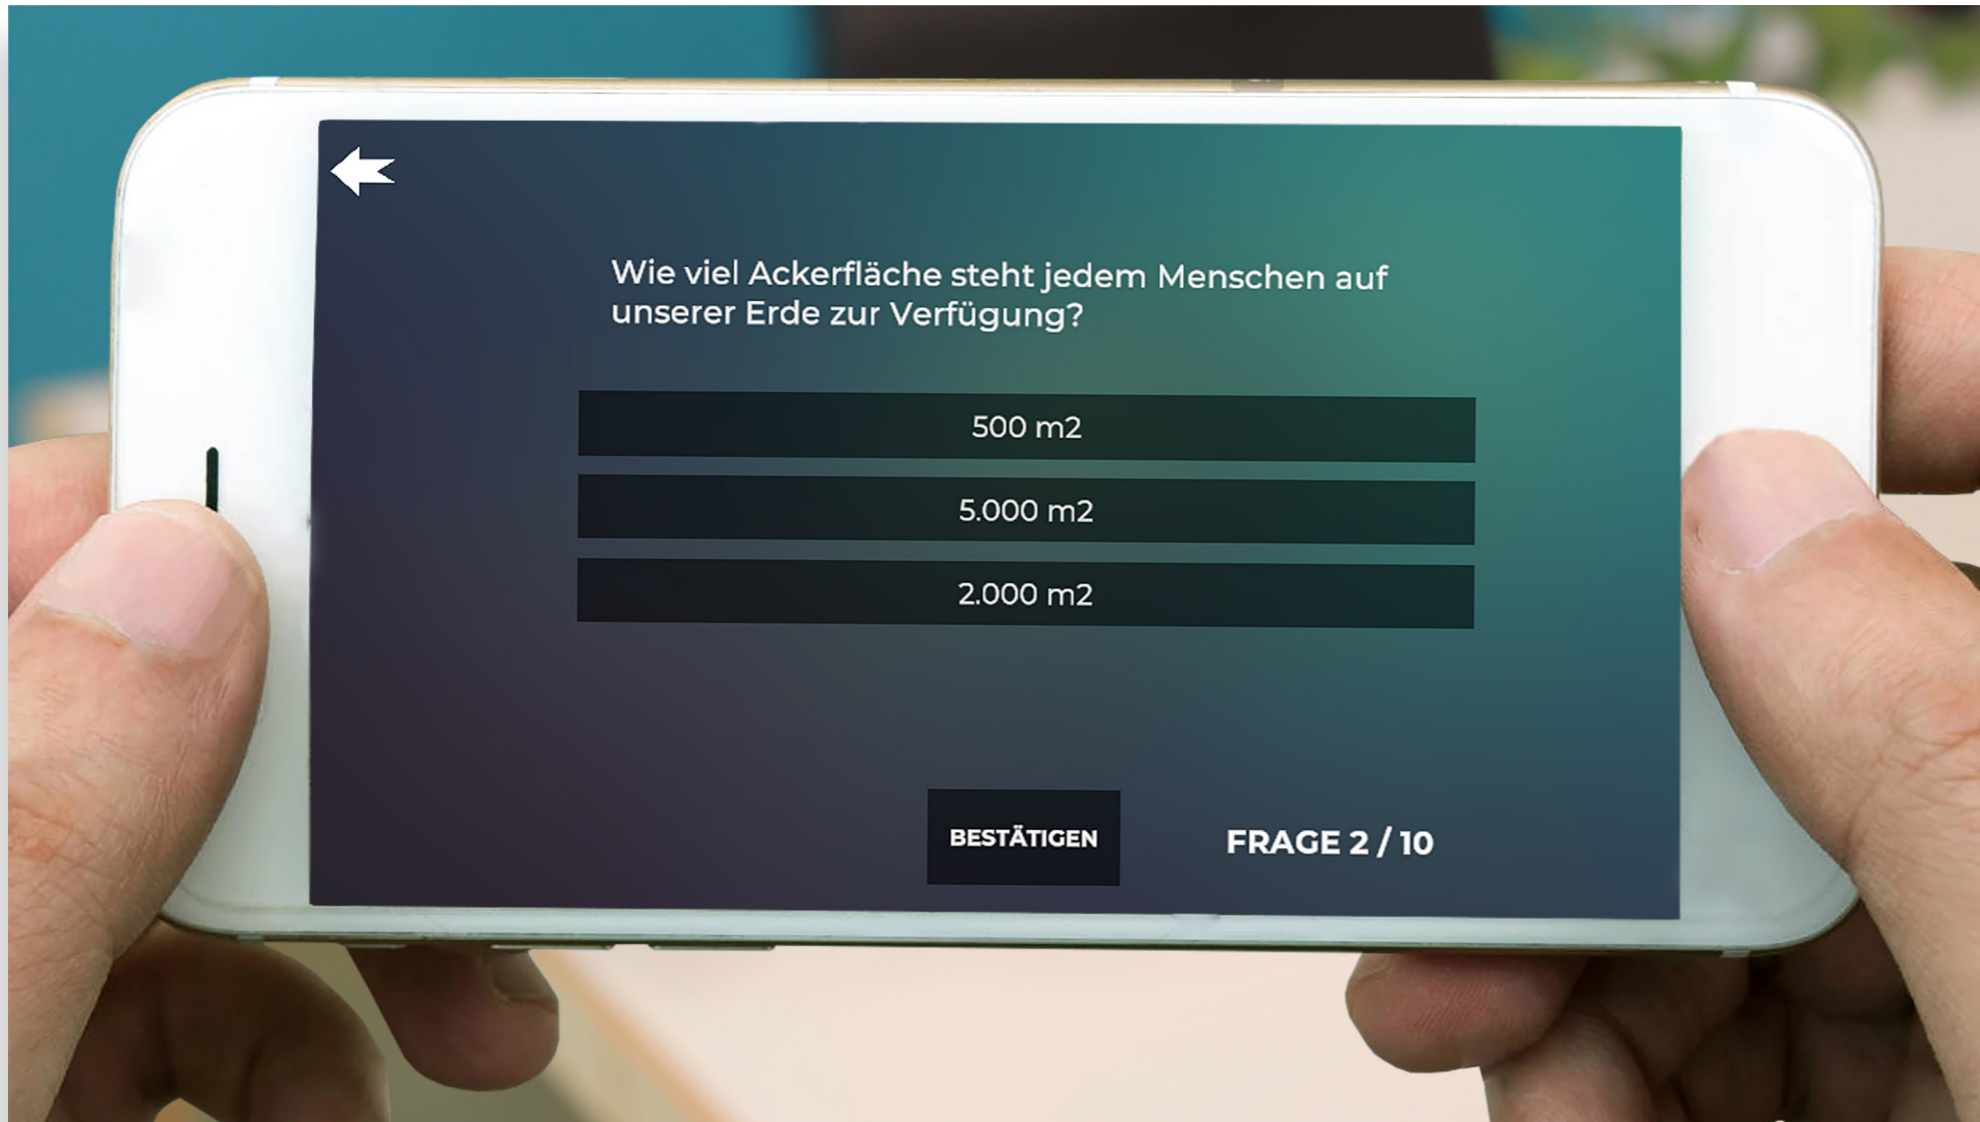 Wie viel Ackerfläche steht jedem Menschen auf
unserer Erde zur Verfügung?
500 m2
5.000 m2
2.000 m2
BESTÄTIGEN
FRAGE 2 / 10